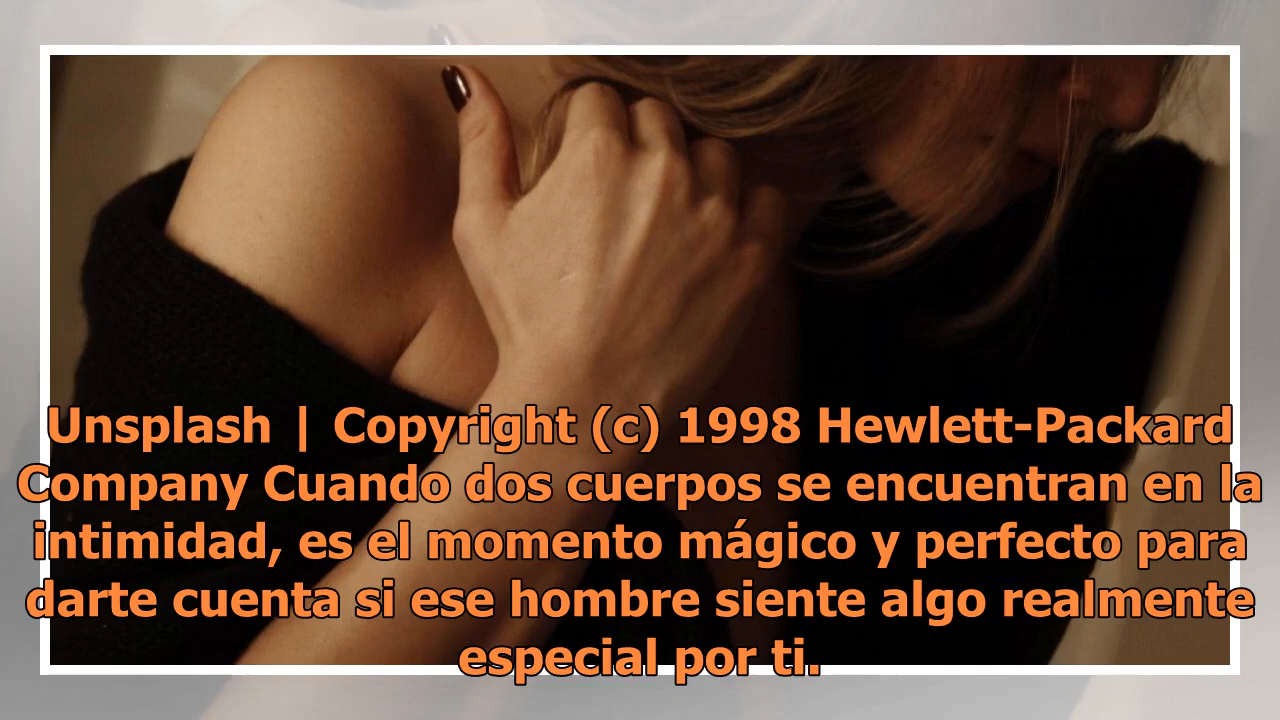 Unsplash | Copyright (c) 1998 Hewlett-Packard
Company Cuando dos cuerpos se encuentran en la
intimidad, es el momento mágico y perfecto para
darte cuenta si ese hombre siente algo realmente
especial por ti.